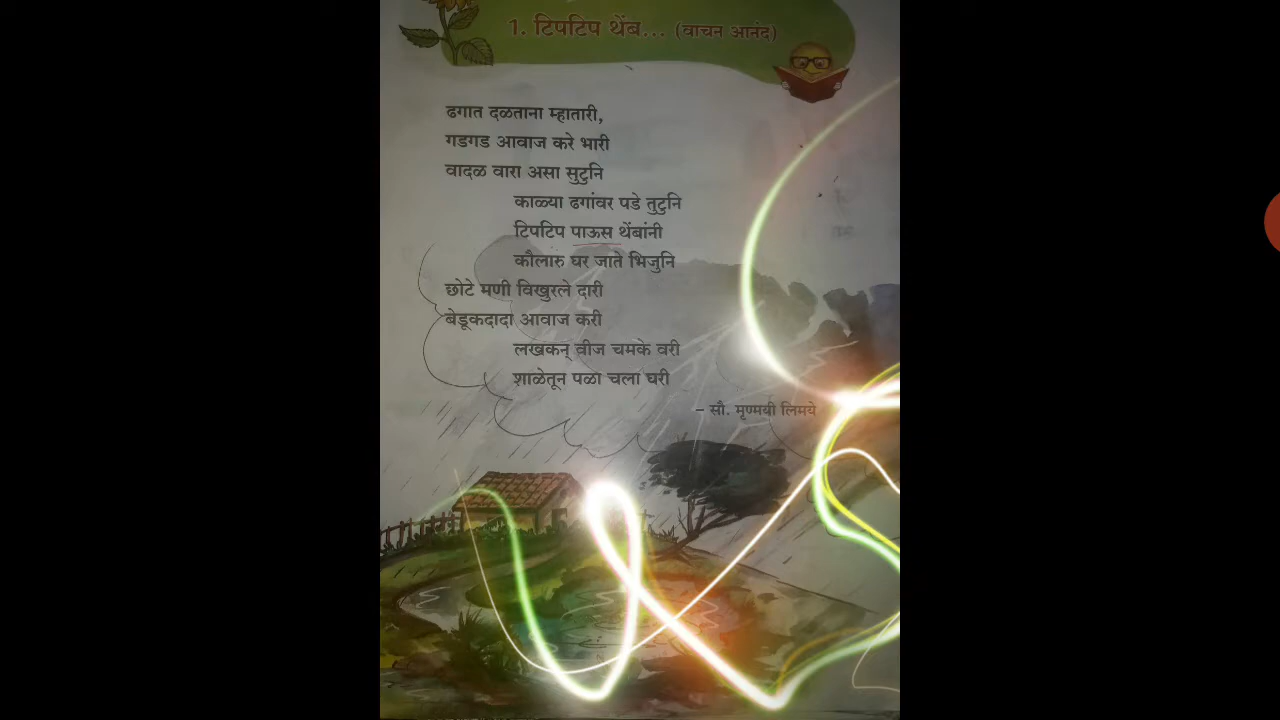 1. टिपटिप थेंब... (वाचन आनंद)
ढगात दळताना म्हातारी,
गडगड आवाज करे भारी
वादळ वारा असा सुटुनि
काळ्या ढगांवर पडे तुटुनि
टिपटिप पाऊस थेंबांनी
कौलारु घर जाते भिजुनि
छोटे मणी विखुरले दारी
बेडूकदादा आवाज करी
लखकन् वीज चमके वरी
शाळेतून पळा चला घरी
– सौ. मृण्मयी लिमये